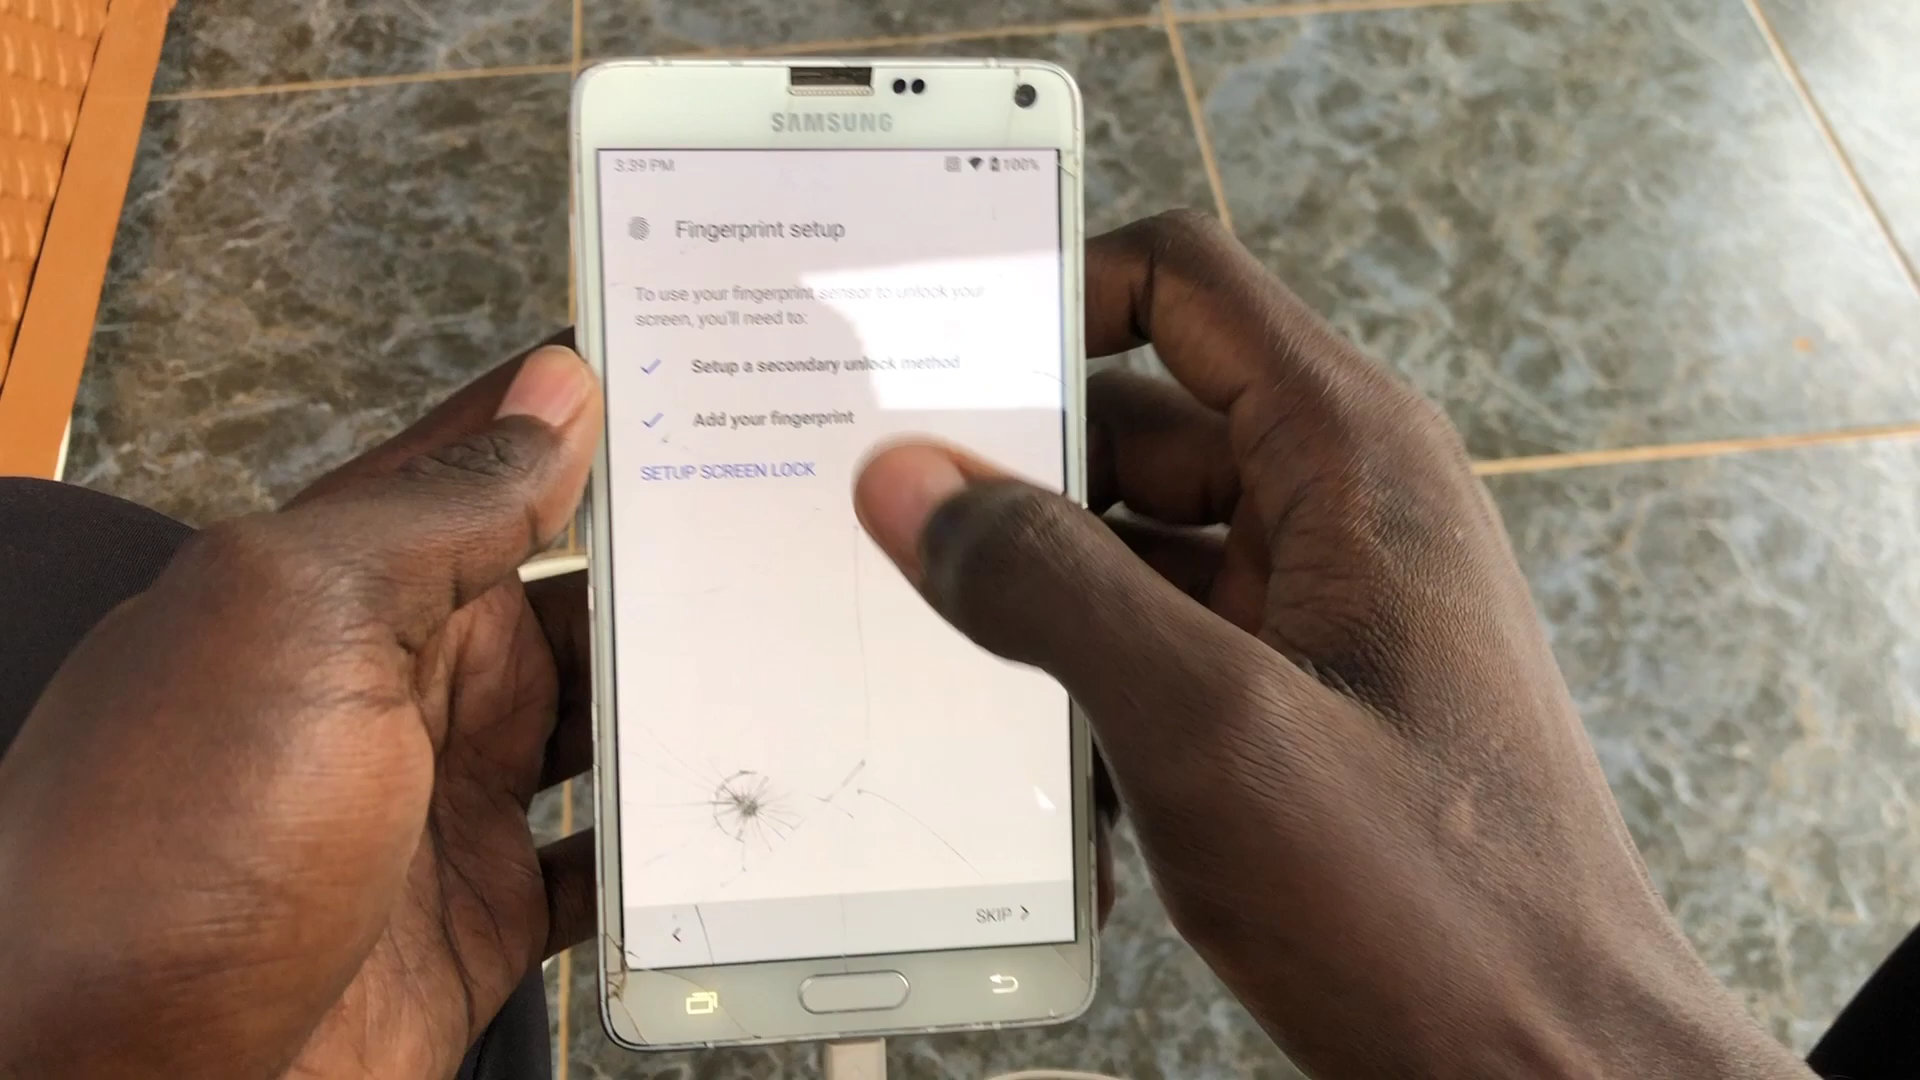 SAMSUNG
3:39 PM 100%
Fingerprint setup
To use your fingerprint sensor to unlock your
screen, you'll need to:
Setup a secondary unlock method
Add your fingerprint
SETUP SCREEN LOCK
SKIP